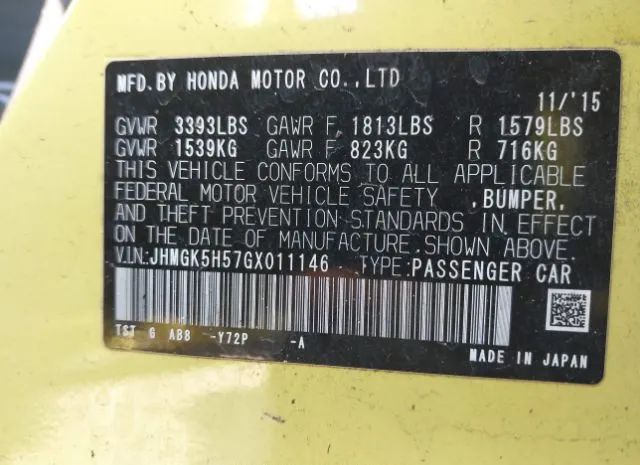 MFD.BY HONDA MOTOR CO.,LTD
11/'15
GVWR 3393LBS GAWR F 1813LBS R 1579LBS
GVWR 1539KG GAWR F 823KG R 716KG
THIS VEHICLE CONFORMS TO ALL APPLICABLE
FEDERAL MOTOR VEHICLE SAFETY ,BUMPER,
AND THEFT PREVENTION STANDARDS IN EFFECT
ON THE DATE OF MANUFACTURE.SHOWN ABOVE.
V.I.N:JHMGK5H57GX011146 TYPE:PASSENGER CAR
TST G AB8 -Y72P -A
MADE IN JAPAN